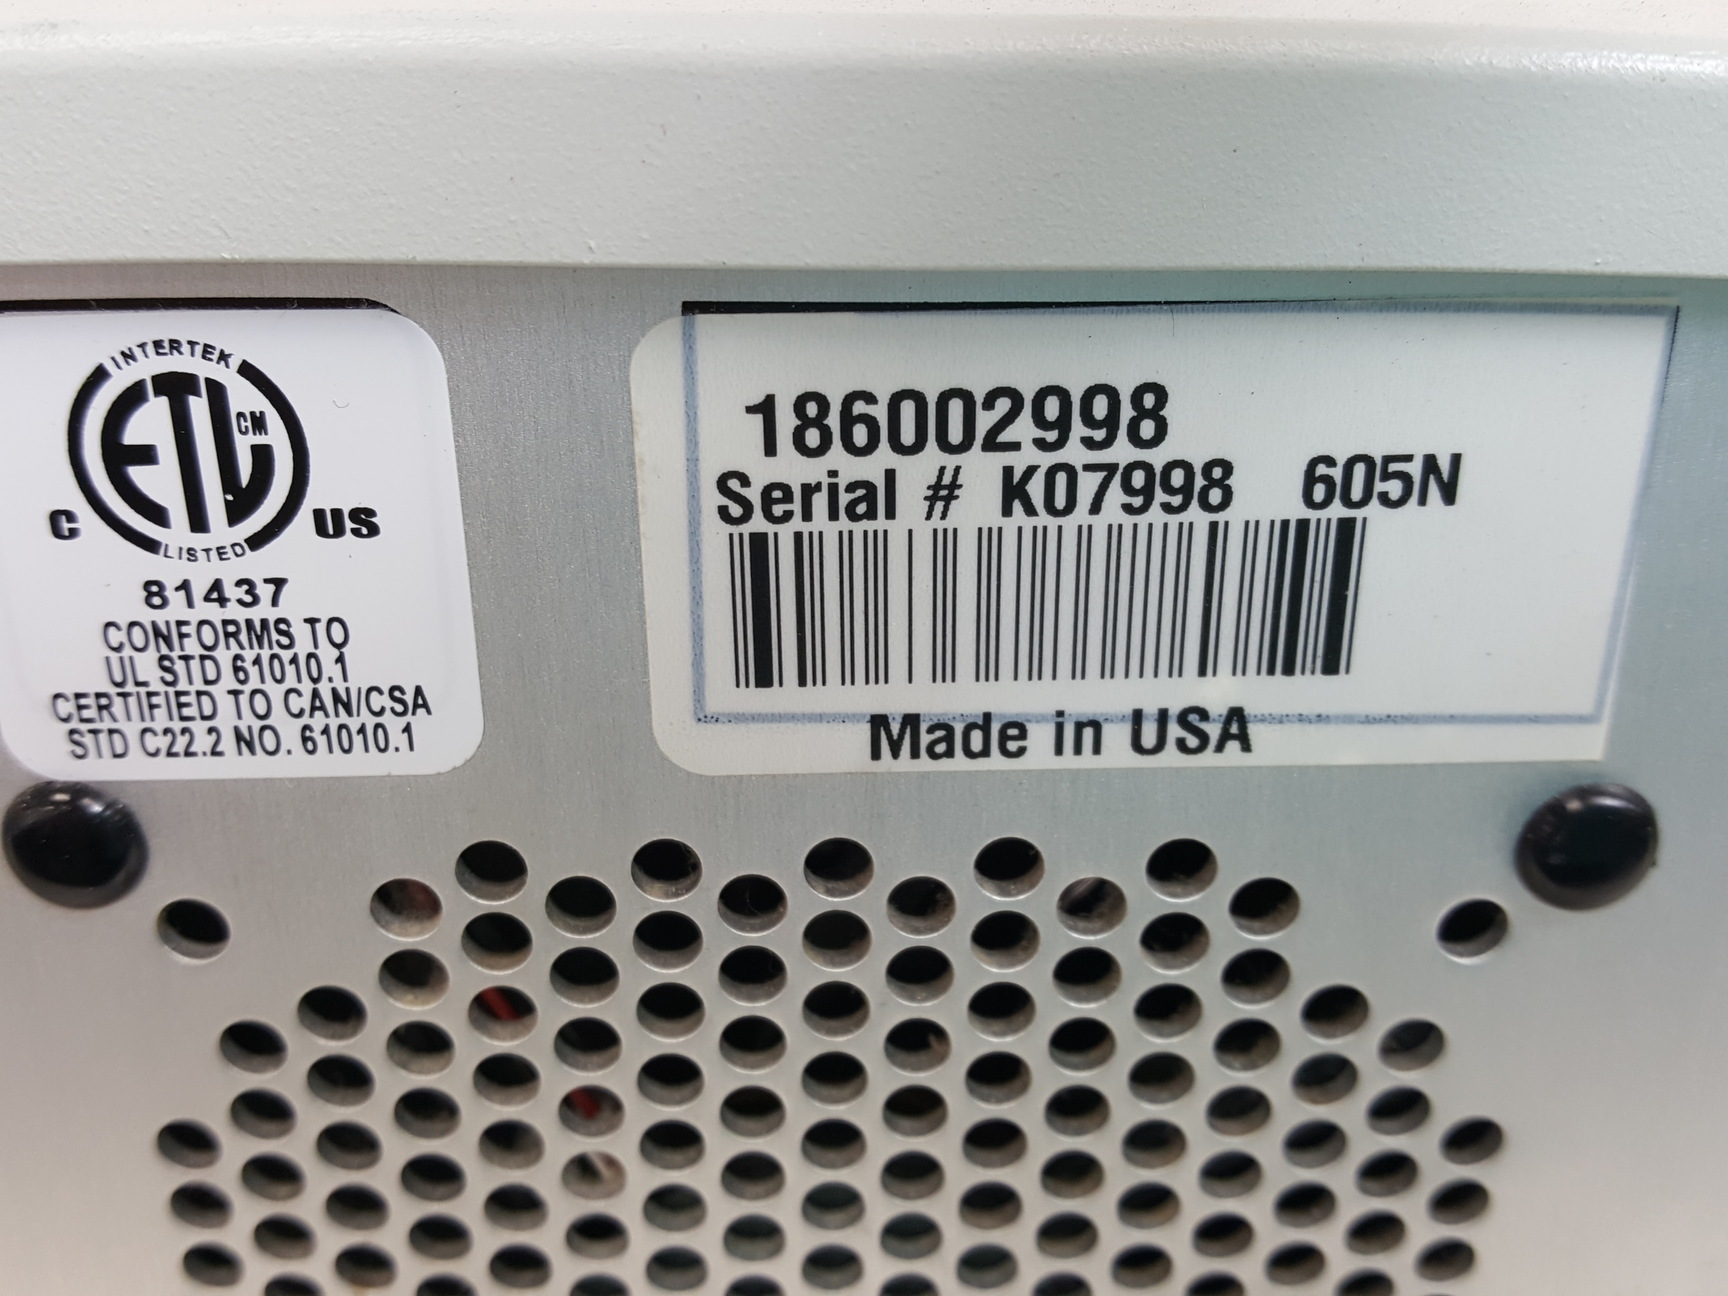 INTERTEK
ETL CM
C US
LISTED
81437
CONFORMS TO
UL STD 61010.1
CERTIFIED TO CAN/CSA
STD C22.2 NO. 61010.1
186002998
Serial # K07998 605N
Made in USA